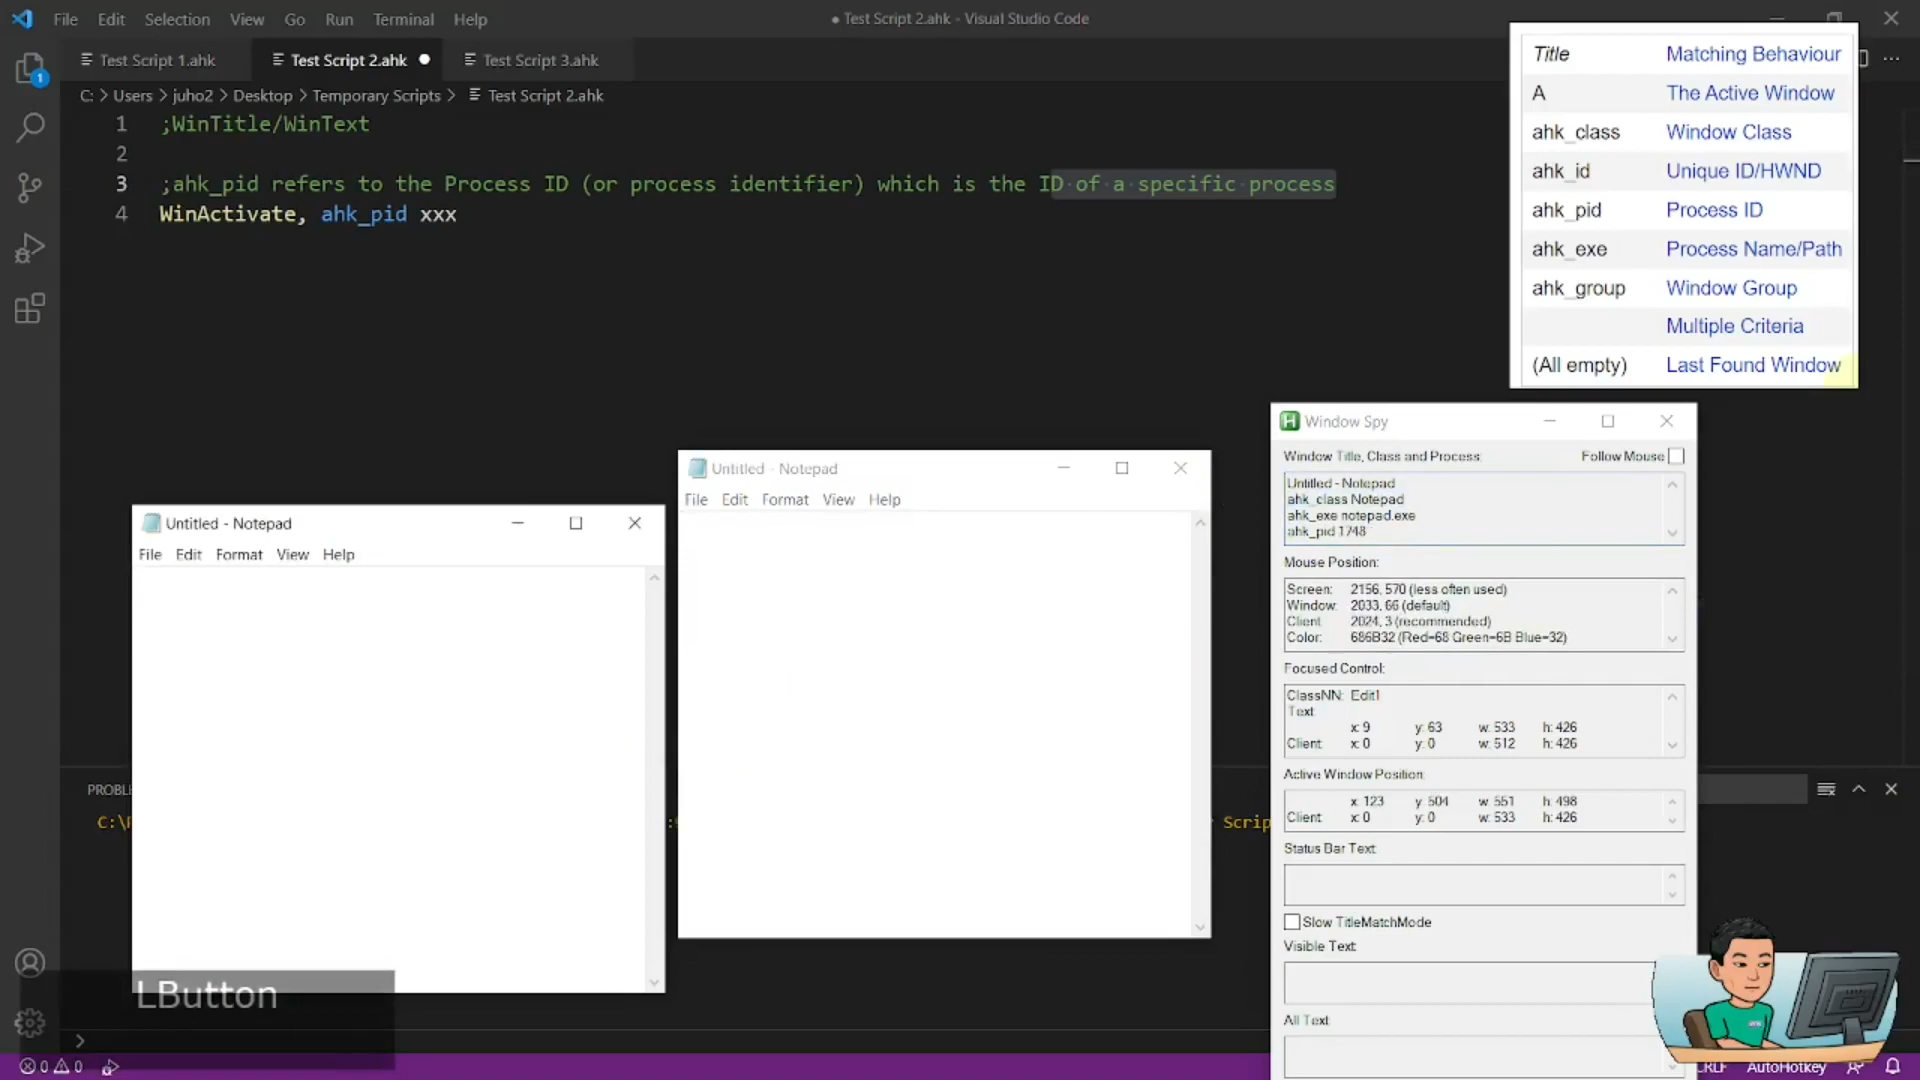 File Edit Selection View Go Run Terminal Help
● Test Script 2.ahk - Visual Studio Code
Test Script 1.ahk
Test Script 2.ahk
Test Script 3.ahk
C: > Users > juho2 > Desktop > Temporary Scripts > Test Script 2.ahk
1 ;WinTitle/WinText
2
3 ;ahk_pid refers to the Process ID (or process identifier) which is the ID of a specific process
4 WinActivate, ahk_pid xxx
Title Matching Behaviour
A The Active Window
ahk_class Window Class
ahk_id Unique ID/HWND
ahk_pid Process ID
ahk_exe Process Name/Path
ahk_group Window Group
Multiple Criteria
(All empty) Last Found Window
1
Untitled - Notepad
File Edit Format View Help
Untitled - Notepad
File Edit Format View Help
Window Spy
Window Title, Class and Process: Follow Mouse
Untitled - Notepad
ahk_class Notepad
ahk_exe notepad.exe
ahk_pid 1748
Mouse Position:
Screen: 2156, 570 (less often used)
Window: 2033, 66 (default)
Client: 2024, 3 (recommended)
Color: 686B32 (Red=68 Green=6B Blue=32)
Focused Control:
ClassNN: Edit1
Text:
x: 9 y: 63 w: 533 h: 426
Client: x: 0 y: 0 w: 512 h: 426
Active Window Position:
x: 123 y: 504 w: 551 h: 498
Client: x: 0 y: 0 w: 533 h: 426
Status Bar Text:
Slow TitleMatchMode
Visible Text:
All Text:
PROBL
C:\
Scrip
LButton
0 0
CRLF AutoHotkey